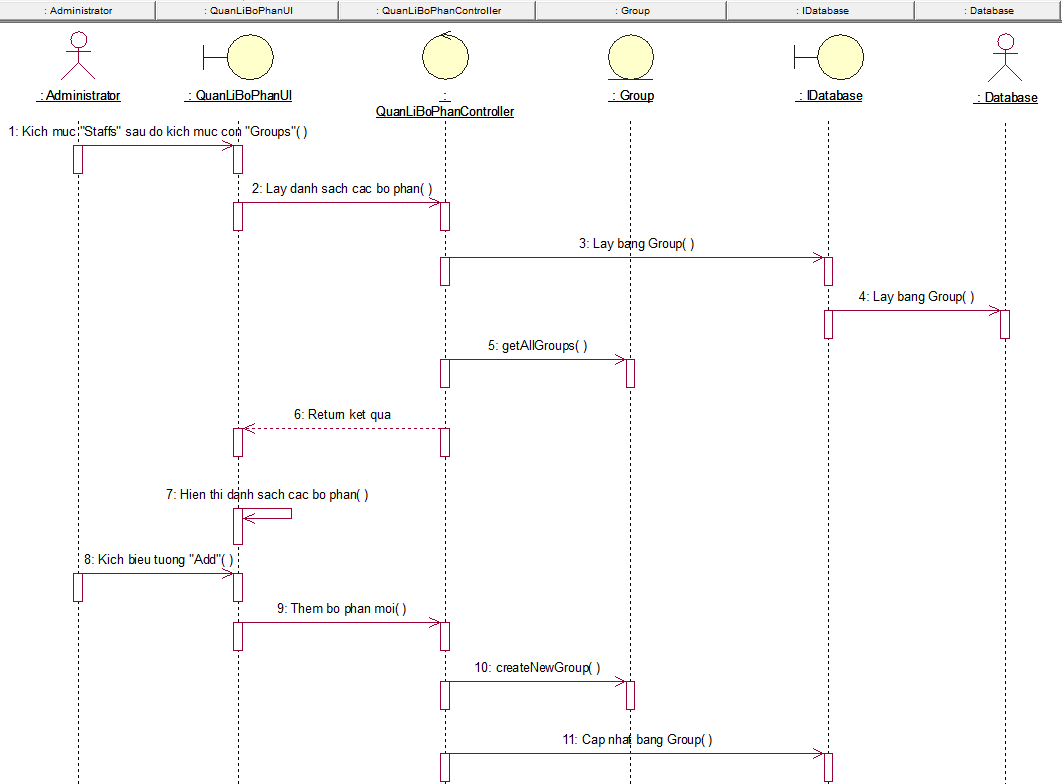 : Administrator
: QuanLiBoPhanUI
: QuanLiBoPhanController
: Group
: IDatabase
: Database
: Administrator
: QuanLiBoPhanUI
:
QuanLiBoPhanController
: Group
: IDatabase
: Database
1: Kich muc "Staffs" sau do kich muc con "Groups"( )
2: Lay danh sach cac bo phan( )
3: Lay bang Group( )
4: Lay bang Group( )
5: getAllGroups( )
6: Return ket qua
7: Hien thi danh sach cac bo phan( )
8: Kich bieu tuong "Add"( )
9: Them bo phan moi( )
10: createNewGroup( )
11: Cap nhat bang Group( )